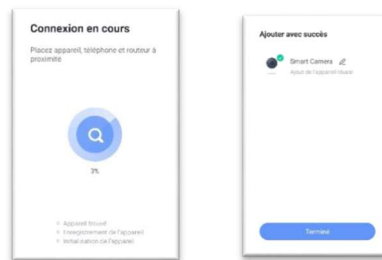 Connexion en cours
Placez appareil, téléphone et routeur à
proximité
3%
Appareil trouvé
Enregistrement de l'appareil
Initialisation de l'appareil
Ajouter avec succès
Smart Camera
Ajout de l'appareil réussi
Terminé